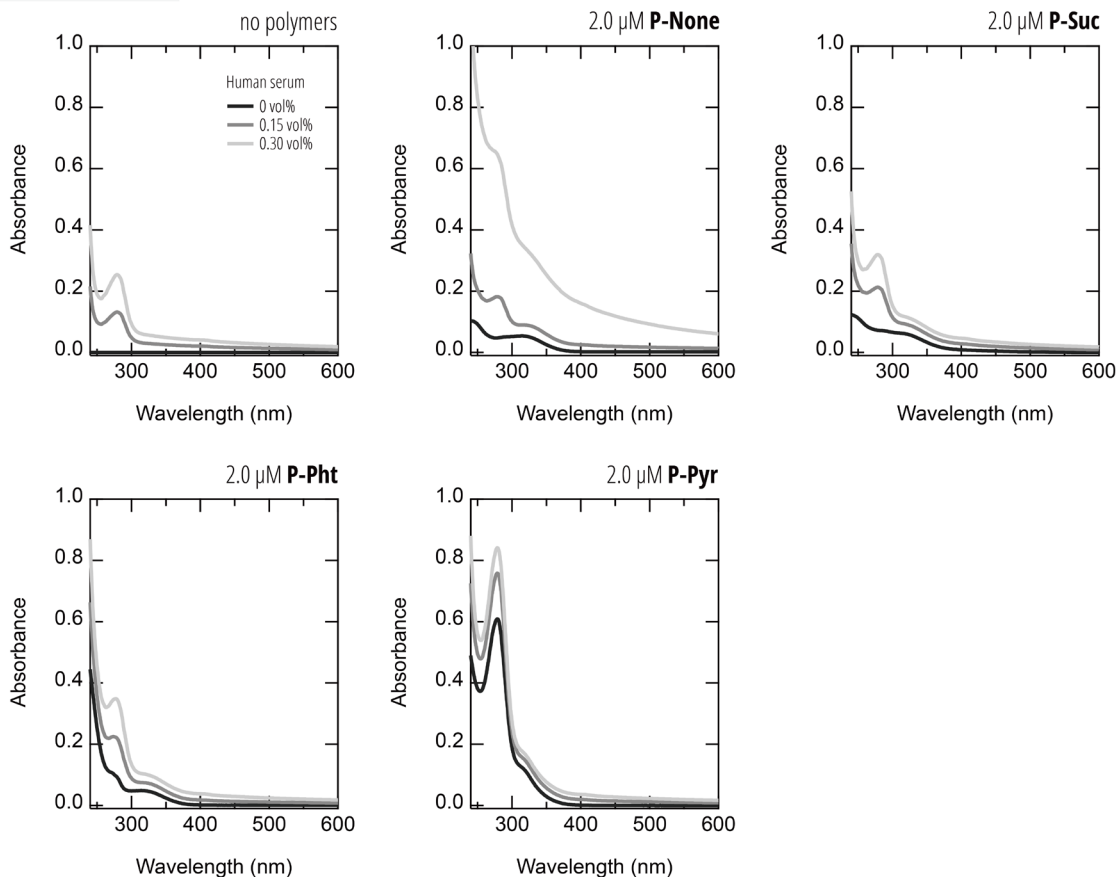 no polymers
1.0
0.8
0.6
0.4
0.2
0.0
Absorbance
Human serum
0 vol%
0.15 vol%
0.30 vol%
300 400 500 600
Wavelength (nm)
2.0 µM P-None
1.0
0.8
0.6
0.4
0.2
0.0
Absorbance
300 400 500 600
Wavelength (nm)
2.0 µM P-Suc
1.0
0.8
0.6
0.4
0.2
0.0
Absorbance
300 400 500 600
Wavelength (nm)
2.0 µM P-Pht
1.0
0.8
0.6
0.4
0.2
0.0
Absorbance
300 400 500 600
Wavelength (nm)
2.0 µM P-Pyr
1.0
0.8
0.6
0.4
0.2
0.0
Absorbance
300 400 500 600
Wavelength (nm)